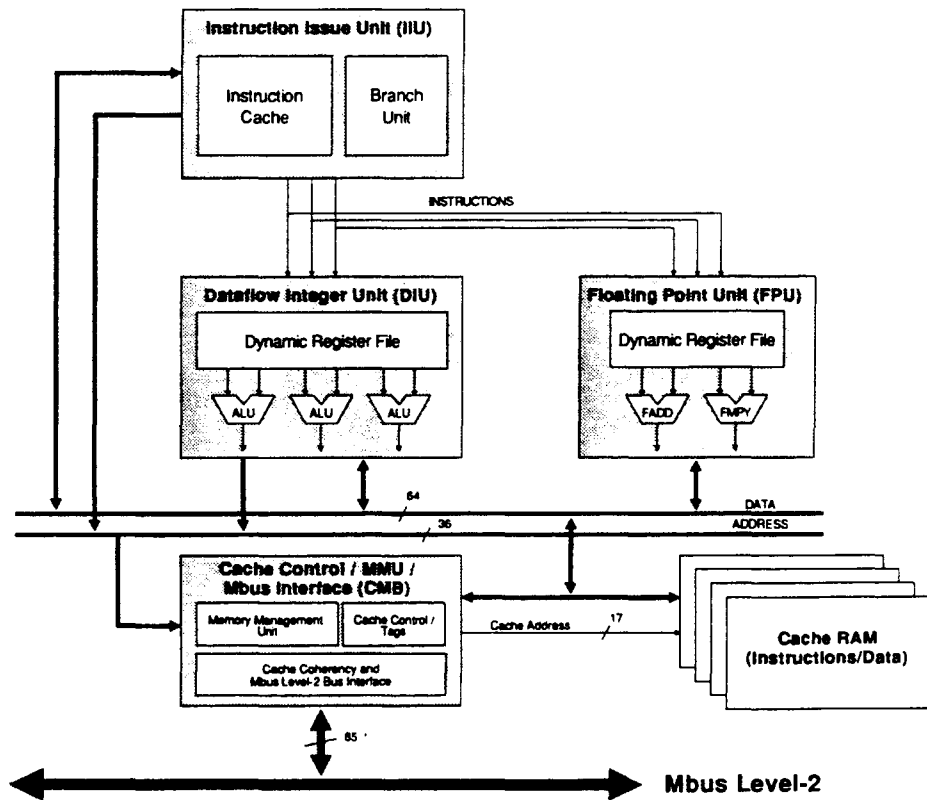 Instruction Issue Unit (IIU)
Instruction
Cache
Branch
Unit
INSTRUCTIONS
Dataflow Integer Unit (DIU)
Dynamic Register File
ALU
ALU
ALU
Floating Point Unit (FPU)
Dynamic Register File
FADD
FMPY
64
DATA
36
ADDRESS
Cache Control / MMU /
Mbus Interface (CMB)
Memory Management
Unit
Cache Control /
Tags
Cache Coherency and
Mbus Level-2 Bus Interface
Cache Address
17
Cache RAM
(Instructions/Data)
65
Mbus Level-2